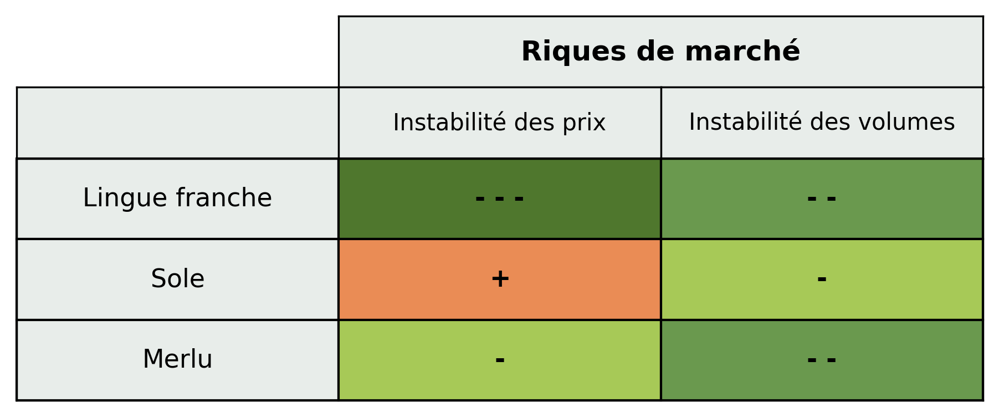 Riques de marché
Instabilité des prix Instabilité des volumes
Lingue franche - - - - -
Sole + -
Merlu - - -